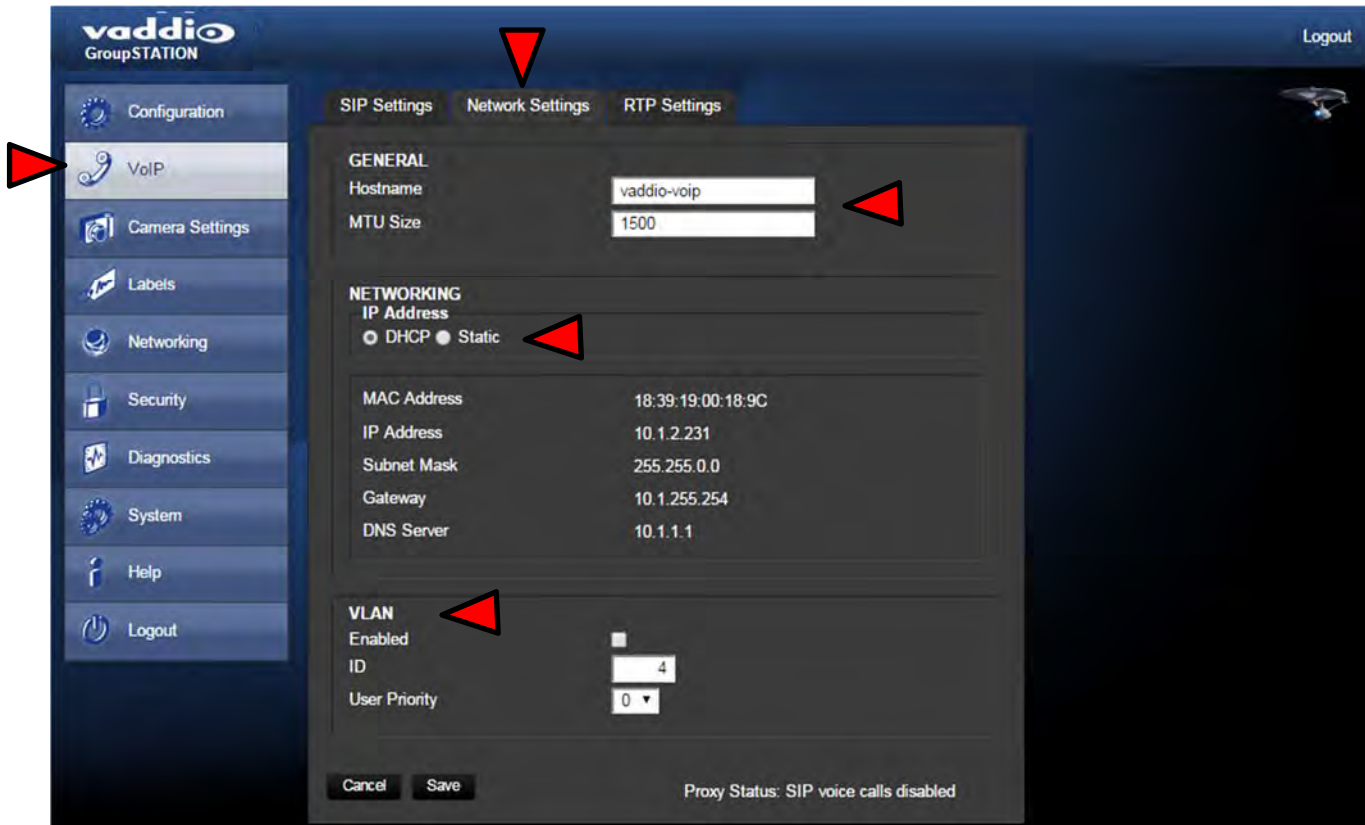 vaddio
GroupSTATION
Logout
Configuration
VoIP
Camera Settings
Labels
Networking
Security
Diagnostics
System
Help
Logout
SIP Settings Network Settings RTP Settings
GENERAL
Hostname vaddio-voip
MTU Size 1500
NETWORKING
IP Address
DHCP Static
MAC Address 18:39:19:00:18:9C
IP Address 10.1.2.231
Subnet Mask 255.255.0.0
Gateway 10.1.255.254
DNS Server 10.1.1.1
VLAN
Enabled
ID 4
User Priority 0
Cancel Save Proxy Status: SIP voice calls disabled